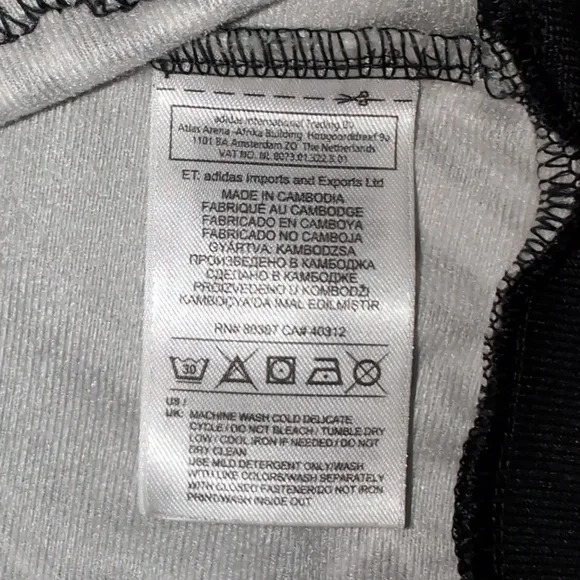 adidas International Trading BV
Atlas Arena -Afrika Building Hoogoorddreef 9a
1101 BA Amsterdam ZO The Netherlands
VAT NO. NL 8073.01.322.B.01
ET: adidas Imports and Exports Ltd
MADE IN CAMBODIA
FABRIQUÉ AU CAMBODGE
FABRICADO EN CAMBOYA
FABRICADO NO CAMBOJA
GYÁRTVA: KAMBODZSA
ПРОИЗВЕДЕНО В КАМБОДЖА
СДЕЛАНО В КАМБОДЖЕ
PROIZVEDENO U KOMBODŽI
KAMBOÇYA'DA İMAL EDİLMİŞTİR
RN# 88387 CA# 40312
30
US /
UK: MACHINE WASH COLD DELICATE
CYCLE / DO NOT BLEACH / TUMBLE DRY
LOW / COOL IRON IF NEEDED / DO NOT
DRY CLEAN
USE MILD DETERGENT ONLY/WASH
WITH LIKE COLORS/WASH SEPARATELY
WITH CLOSED FASTENER/DO NOT IRON
PRINT/WASH INSIDE OUT